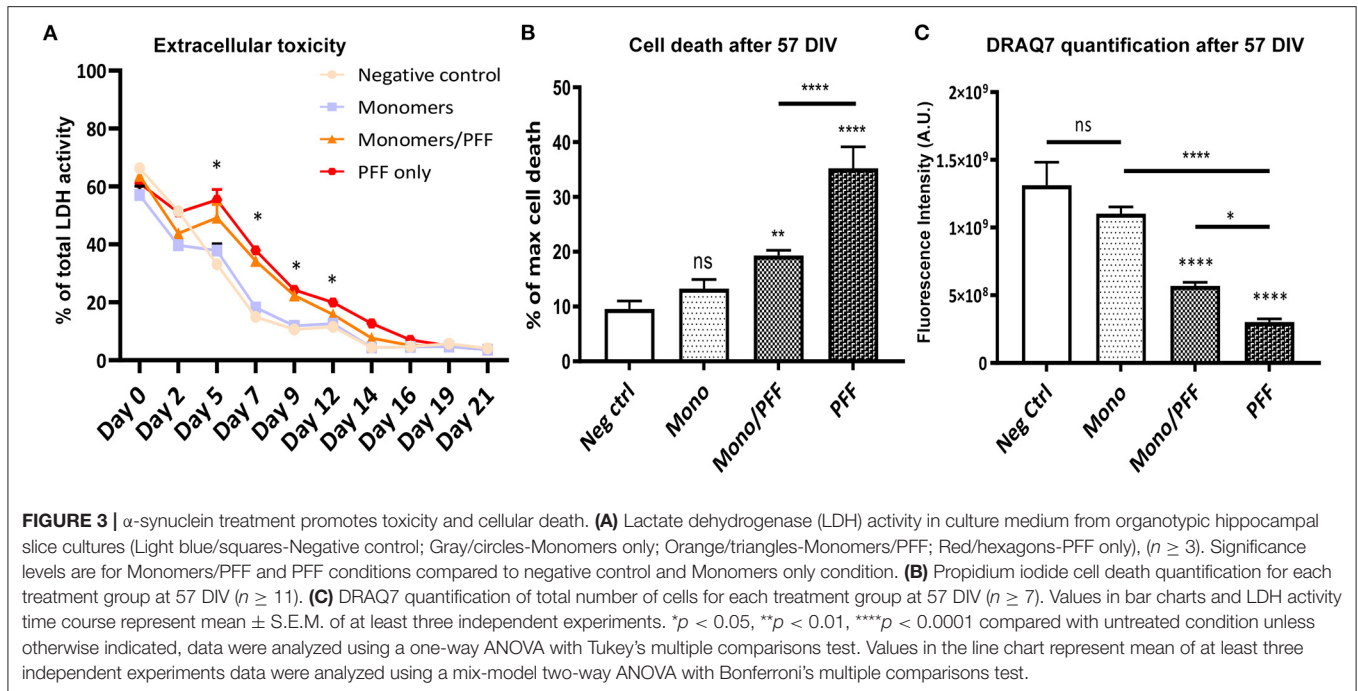 A
Extracellular toxicity
% of total LDH activity
100
80
60
40
20
0
Negative control
Monomers
Monomers/PFF
PFF only
*
*
*
*
Day 0
Day 2
Day 5
Day 7
Day 9
Day 12
Day 14
Day 16
Day 19
Day 21
B
Cell death after 57 DIV
% of max cell death
50
40
30
20
10
0
****
****
**
ns
Neg ctrl
Mono
Mono/PFF
PFF
C
DRAQ7 quantification after 57 DIV
Fluorescence Intensity (A.U.)
2×10⁹
1.5×10⁹
1×10⁹
5×10⁸
0
ns
****
*
****
****
Neg Ctrl
Mono
Mono/PFF
PFF
FIGURE 3 | α-synuclein treatment promotes toxicity and cellular death. (A) Lactate dehydrogenase (LDH) activity in culture medium from organotypic hippocampal
slice cultures (Light blue/squares-Negative control; Gray/circles-Monomers only; Orange/triangles-Monomers/PFF; Red/hexagons-PFF only), (n ≥ 3). Significance
levels are for Monomers/PFF and PFF conditions compared to negative control and Monomers only condition. (B) Propidium iodide cell death quantification for each
treatment group at 57 DIV (n ≥ 11). (C) DRAQ7 quantification of total number of cells for each treatment group at 57 DIV (n ≥ 7). Values in bar charts and LDH activity
time course represent mean ± S.E.M. of at least three independent experiments. *p < 0.05, **p < 0.01, ****p < 0.0001 compared with untreated condition unless
otherwise indicated, data were analyzed using a one-way ANOVA with Tukey's multiple comparisons test. Values in the line chart represent mean of at least three
independent experiments data were analyzed using a mix-model two-way ANOVA with Bonferroni's multiple comparisons test.